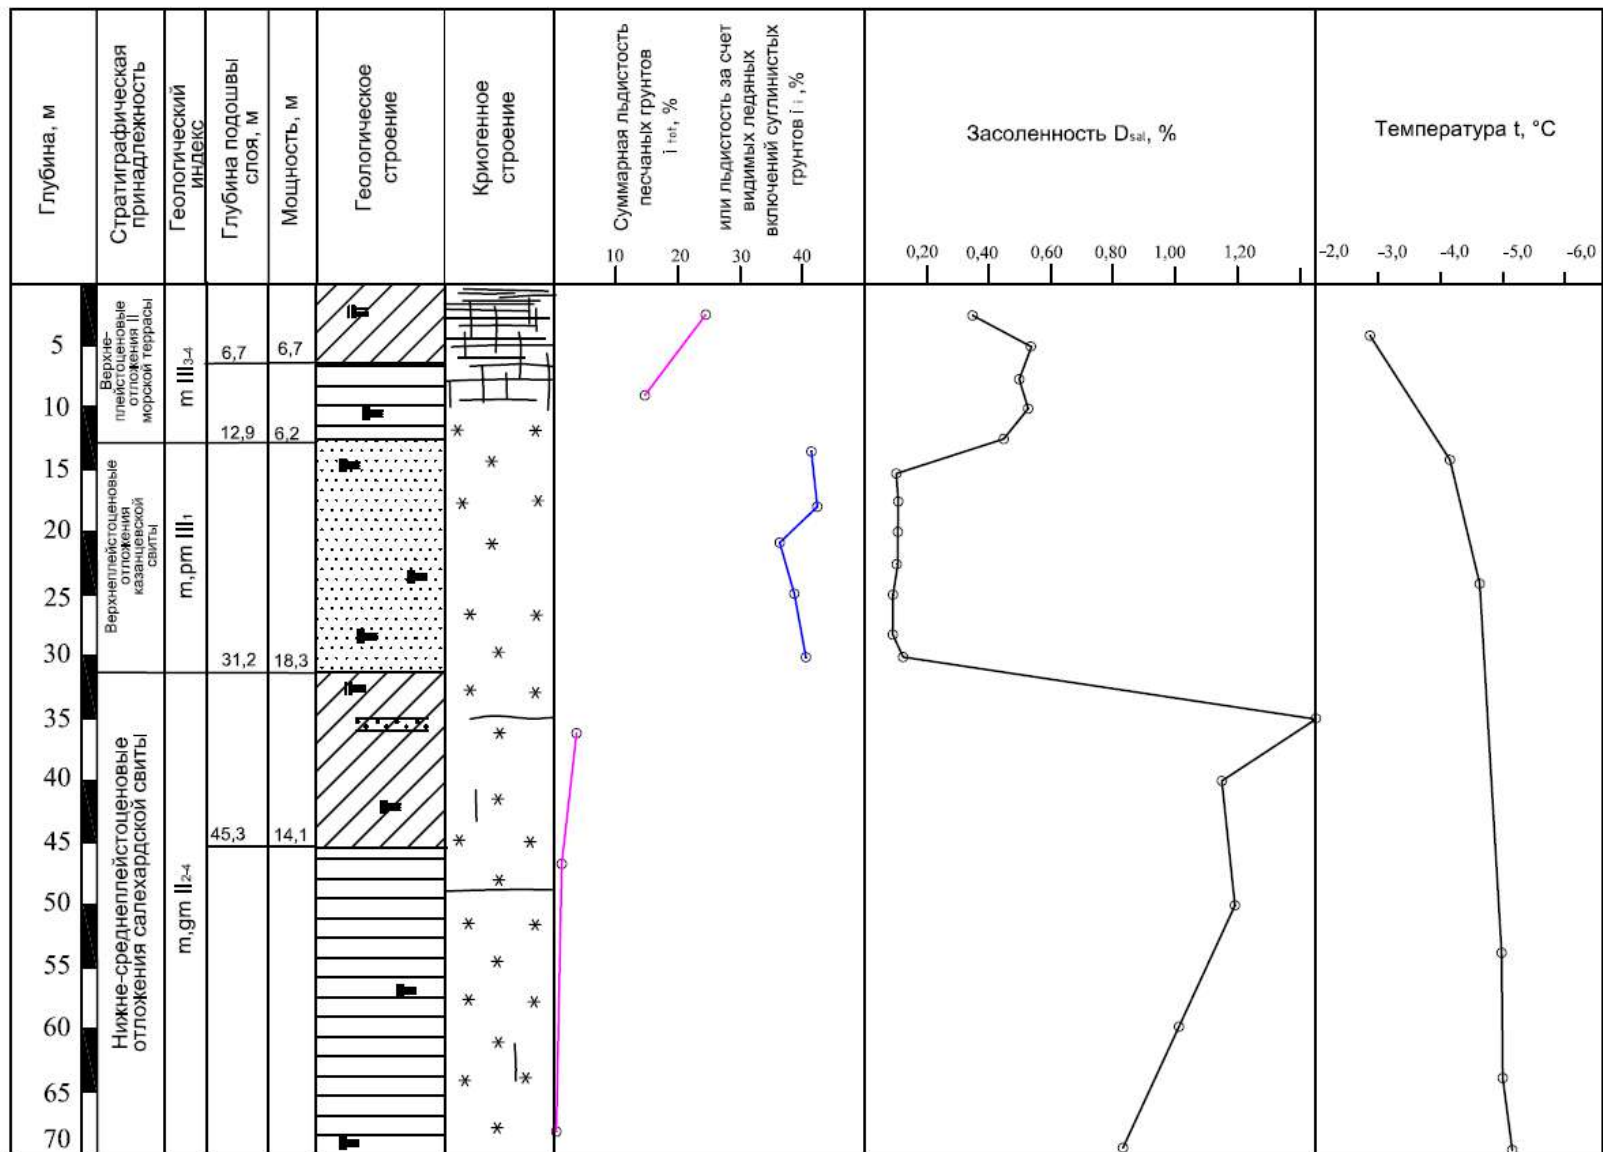 Глубина, м
Стратиграфическая
принадлежность
Геологический
индекс
Глубина подошвы
слоя, м
Мощность, м
Геологическое
строение
Криогенное
строение
Суммарная льдистость
песчаных грунтов
i tot, %
или льдистость за счет
видимых ледяных
включений суглинистых
грунтов i i ,%
10
20
30
40
Засоленность Dsal, %
0,20
0,40
0,60
0,80
1,00
1,20
Температура t, °C
-2,0
-3,0
-4,0
-5,0
-6,0
5
10
15
20
25
30
35
40
45
50
55
60
65
70
Верхне-
плейстоценовые
отложения II
морской террасы
m III3-4
6,7
6,7
12,9
6,2
Верхнеплейстоценовые
отложения
казанцевской
свиты
m,pm III1
31,2
18,3
Нижне-среднеплейстоценовые
отложения салехардской свиты
m,gm II2-4
45,3
14,1